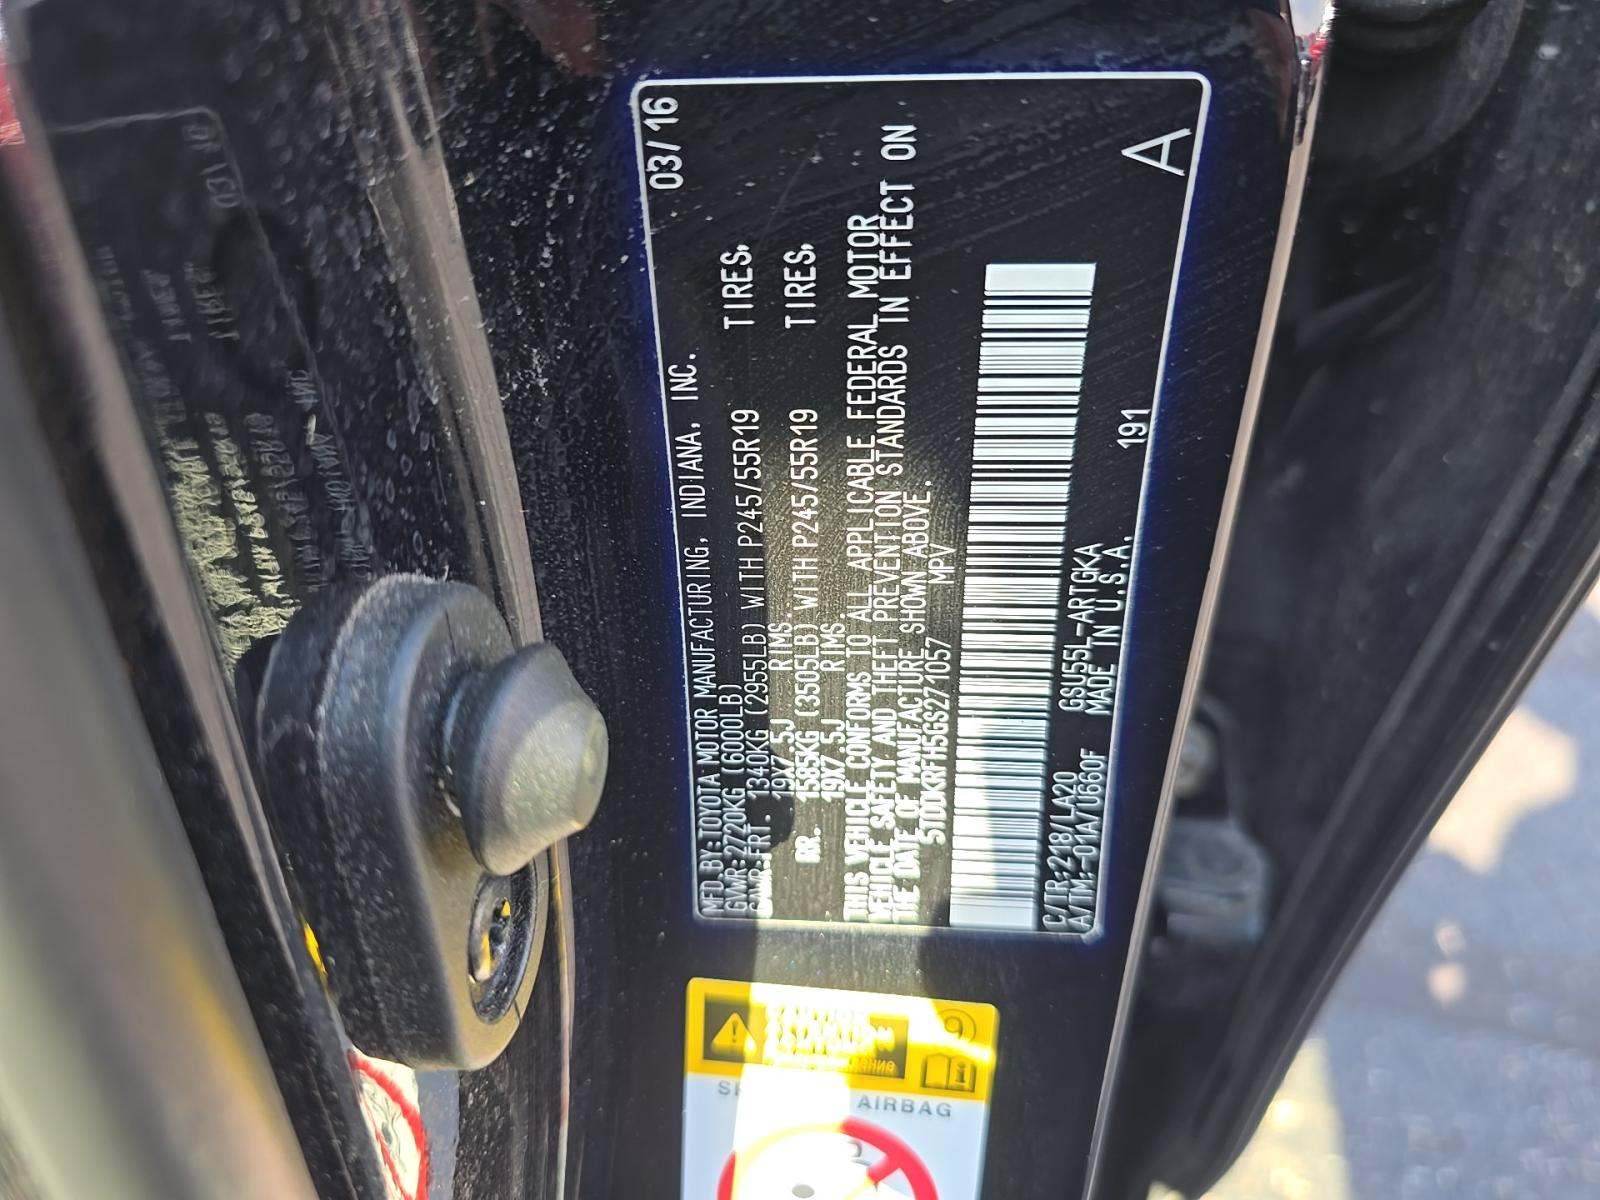 03/16
MFD BY: TOYOTA MOTOR MANUFACTURING, INDIANA, INC.
GVWR: 2720KG (6000LB)
GAWR: FRT. 1340KG (2955LB) WITH P245/55R19 TIRES,
19X7.5J RIMS
RR. 1585KG (3505LB) WITH P245/55R19 TIRES,
19X7.5J RIMS
THIS VEHICLE CONFORMS TO ALL APPLICABLE FEDERAL MOTOR
VEHICLE SAFETY AND THEFT PREVENTION STANDARDS IN EFFECT ON
THE DATE OF MANUFACTURE SHOWN ABOVE.
5TDDKRFH5GS271057 MPV
C/TR: 218/LA20 GSU55L-ARTGKA 191 A
A/TM: -01A/U660F MADE IN U.S.A.
AIRBAG